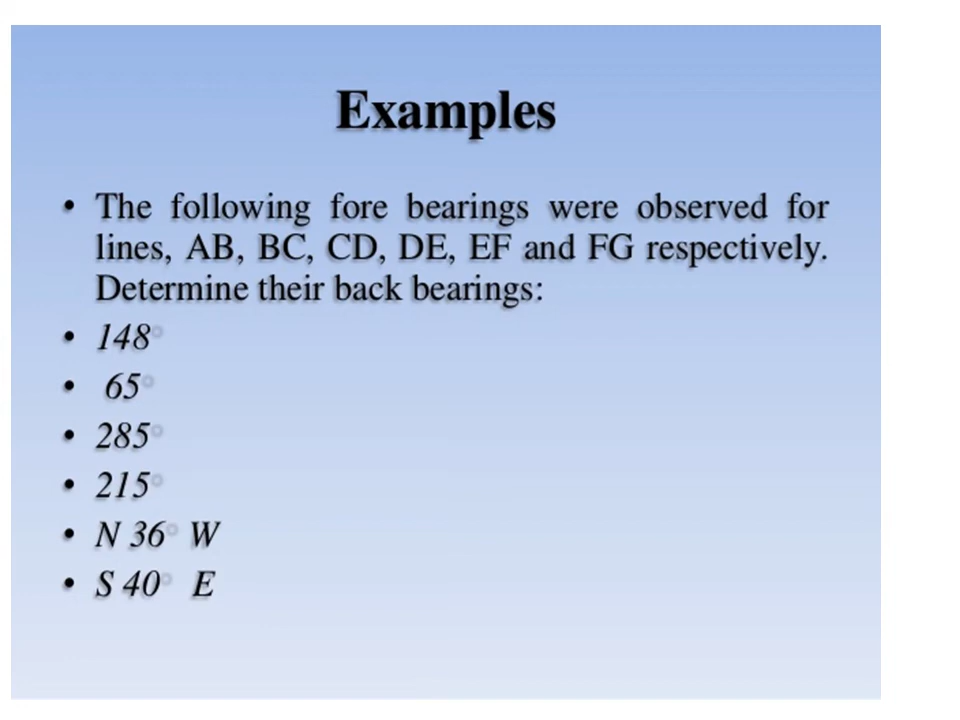 Examples
• The following fore bearings were observed for
lines, AB, BC, CD, DE, EF and FG respectively.
Determine their back bearings:
• 148°
• 65°
• 285°
• 215°
• N 36° W
• S 40° E